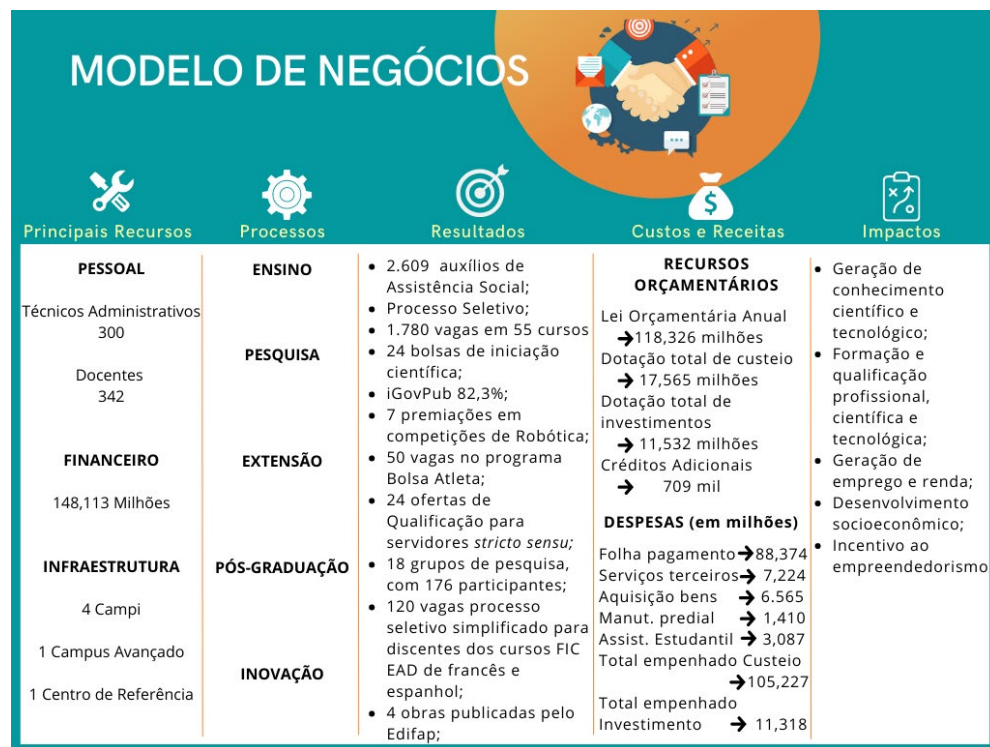 MODELO DE NEGÓCIOS
Principais Recursos
PESSOAL
Técnicos Administrativos
300
Docentes
342
FINANCEIRO
148,113 Milhões
INFRAESTRUTURA
4 Campi
1 Campus Avançado
1 Centro de Referência
Processos
ENSINO
PESQUISA
EXTENSÃO
PÓS-GRADUAÇÃO
INOVAÇÃO
Resultados
• 2.609 auxílios de
Assistência Social;
• Processo Seletivo;
• 1.780 vagas em 55 cursos
• 24 bolsas de iniciação
científica;
• iGovPub 82,3%;
• 7 premiações em
competições de Robótica;
• 50 vagas no programa
Bolsa Atleta;
• 24 ofertas de
Qualificação para
servidores stricto sensu;
• 18 grupos de pesquisa,
com 176 participantes;
• 120 vagas processo
seletivo simplificado para
discentes dos cursos FIC
EAD de francês e
espanhol;
• 4 obras publicadas pelo
Edifap;
Custos e Receitas
RECURSOS
ORÇAMENTÁRIOS
Lei Orçamentária Anual
→118,326 milhões
Dotação total de custeio
→ 17,565 milhões
Dotação total de
investimentos
→ 11,532 milhões
Créditos Adicionais
→ 709 mil
DESPESAS (em milhões)
Folha pagamento→88,374
Serviços terceiros→ 7,224
Aquisição bens → 6.565
Manut. predial → 1,410
Assist. Estudantil → 3,087
Total empenhado Custeio
→105,227
Total empenhado
Investimento → 11,318
Impactos
• Geração de
conhecimento
científico e
tecnológico;
• Formação e
qualificação
profissional,
científica e
tecnológica;
• Geração de
emprego e renda;
• Desenvolvimento
socioeconômico;
• Incentivo ao
empreendedorismo